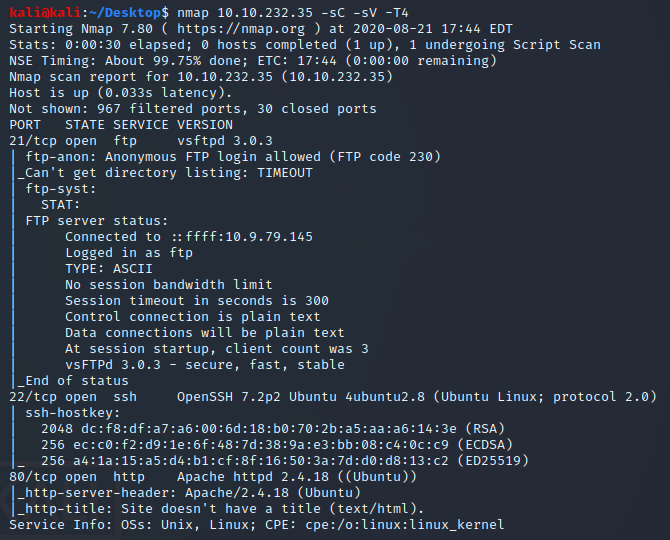 kali@kali:~/Desktop$ nmap 10.10.232.35 -sC -sV -T4
Starting Nmap 7.80 ( https://nmap.org ) at 2020-08-21 17:44 EDT
Stats: 0:00:30 elapsed; 0 hosts completed (1 up), 1 undergoing Script Scan
NSE Timing: About 99.75% done; ETC: 17:44 (0:00:00 remaining)
Nmap scan report for 10.10.232.35 (10.10.232.35)
Host is up (0.033s latency).
Not shown: 967 filtered ports, 30 closed ports
PORT   STATE SERVICE VERSION
21/tcp open  ftp     vsftpd 3.0.3
| ftp-anon: Anonymous FTP login allowed (FTP code 230)
|_Can't get directory listing: TIMEOUT
| ftp-syst:
|   STAT:
| FTP server status:
|      Connected to ::ffff:10.9.79.145
|      Logged in as ftp
|      TYPE: ASCII
|      No session bandwidth limit
|      Session timeout in seconds is 300
|      Control connection is plain text
|      Data connections will be plain text
|      At session startup, client count was 3
|      vsFTPd 3.0.3 - secure, fast, stable
|_End of status
22/tcp open  ssh     OpenSSH 7.2p2 Ubuntu 4ubuntu2.8 (Ubuntu Linux; protocol 2.0)
| ssh-hostkey:
|   2048 dc:f8:df:a7:a6:00:6d:18:b0:70:2b:a5:aa:a6:14:3e (RSA)
|   256 ec:c0:f2:d9:1e:6f:48:7d:38:9a:e3:bb:08:c4:0c:c9 (ECDSA)
|_  256 a4:1a:15:a5:d4:b1:cf:8f:16:50:3a:7d:d0:d8:13:c2 (ED25519)
80/tcp open  http    Apache httpd 2.4.18 ((Ubuntu))
|_http-server-header: Apache/2.4.18 (Ubuntu)
|_http-title: Site doesn't have a title (text/html).
Service Info: OSs: Unix, Linux; CPE: cpe:/o:linux:linux_kernel